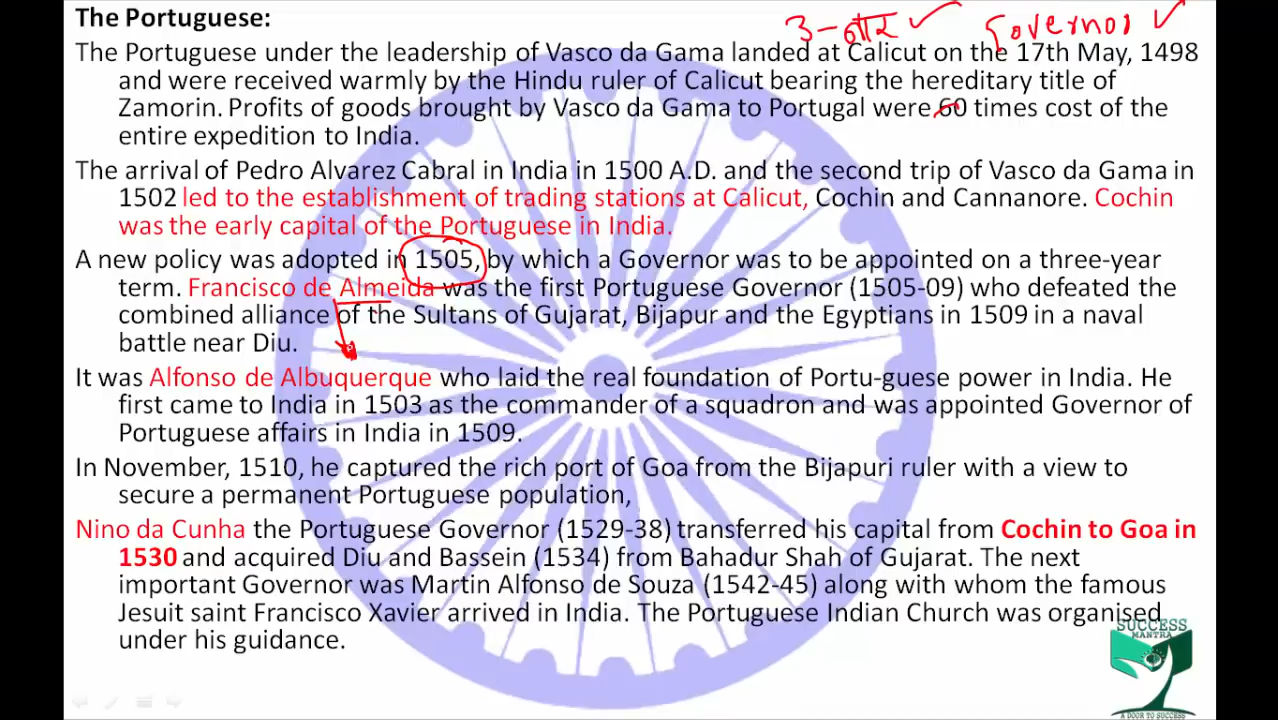 The Portuguese:
3- साल ✓ Governor ✓
The Portuguese under the leadership of Vasco da Gama landed at Calicut on the 17th May, 1498
and were received warmly by the Hindu ruler of Calicut bearing the hereditary title of
Zamorin. Profits of goods brought by Vasco da Gama to Portugal were 60 times cost of the
entire expedition to India.
The arrival of Pedro Alvarez Cabral in India in 1500 A.D. and the second trip of Vasco da Gama in
1502 led to the establishment of trading stations at Calicut, Cochin and Cannanore. Cochin
was the early capital of the Portuguese in India.
A new policy was adopted in 1505, by which a Governor was to be appointed on a three-year
term. Francisco de Almeida was the first Portuguese Governor (1505-09) who defeated the
combined alliance of the Sultans of Gujarat, Bijapur and the Egyptians in 1509 in a naval
battle near Diu.
It was Alfonso de Albuquerque who laid the real foundation of Portu-guese power in India. He
first came to India in 1503 as the commander of a squadron and was appointed Governor of
Portuguese affairs in India in 1509.
In November, 1510, he captured the rich port of Goa from the Bijapuri ruler with a view to
secure a permanent Portuguese population,
Nino da Cunha the Portuguese Governor (1529-38) transferred his capital from Cochin to Goa in
1530 and acquired Diu and Bassein (1534) from Bahadur Shah of Gujarat. The next
important Governor was Martin Alfonso de Souza (1542-45) along with whom the famous
Jesuit saint Francisco Xavier arrived in India. The Portuguese Indian Church was organised
under his guidance.
SUCCESS
MANTRA
A DOOR TO SUCCESS